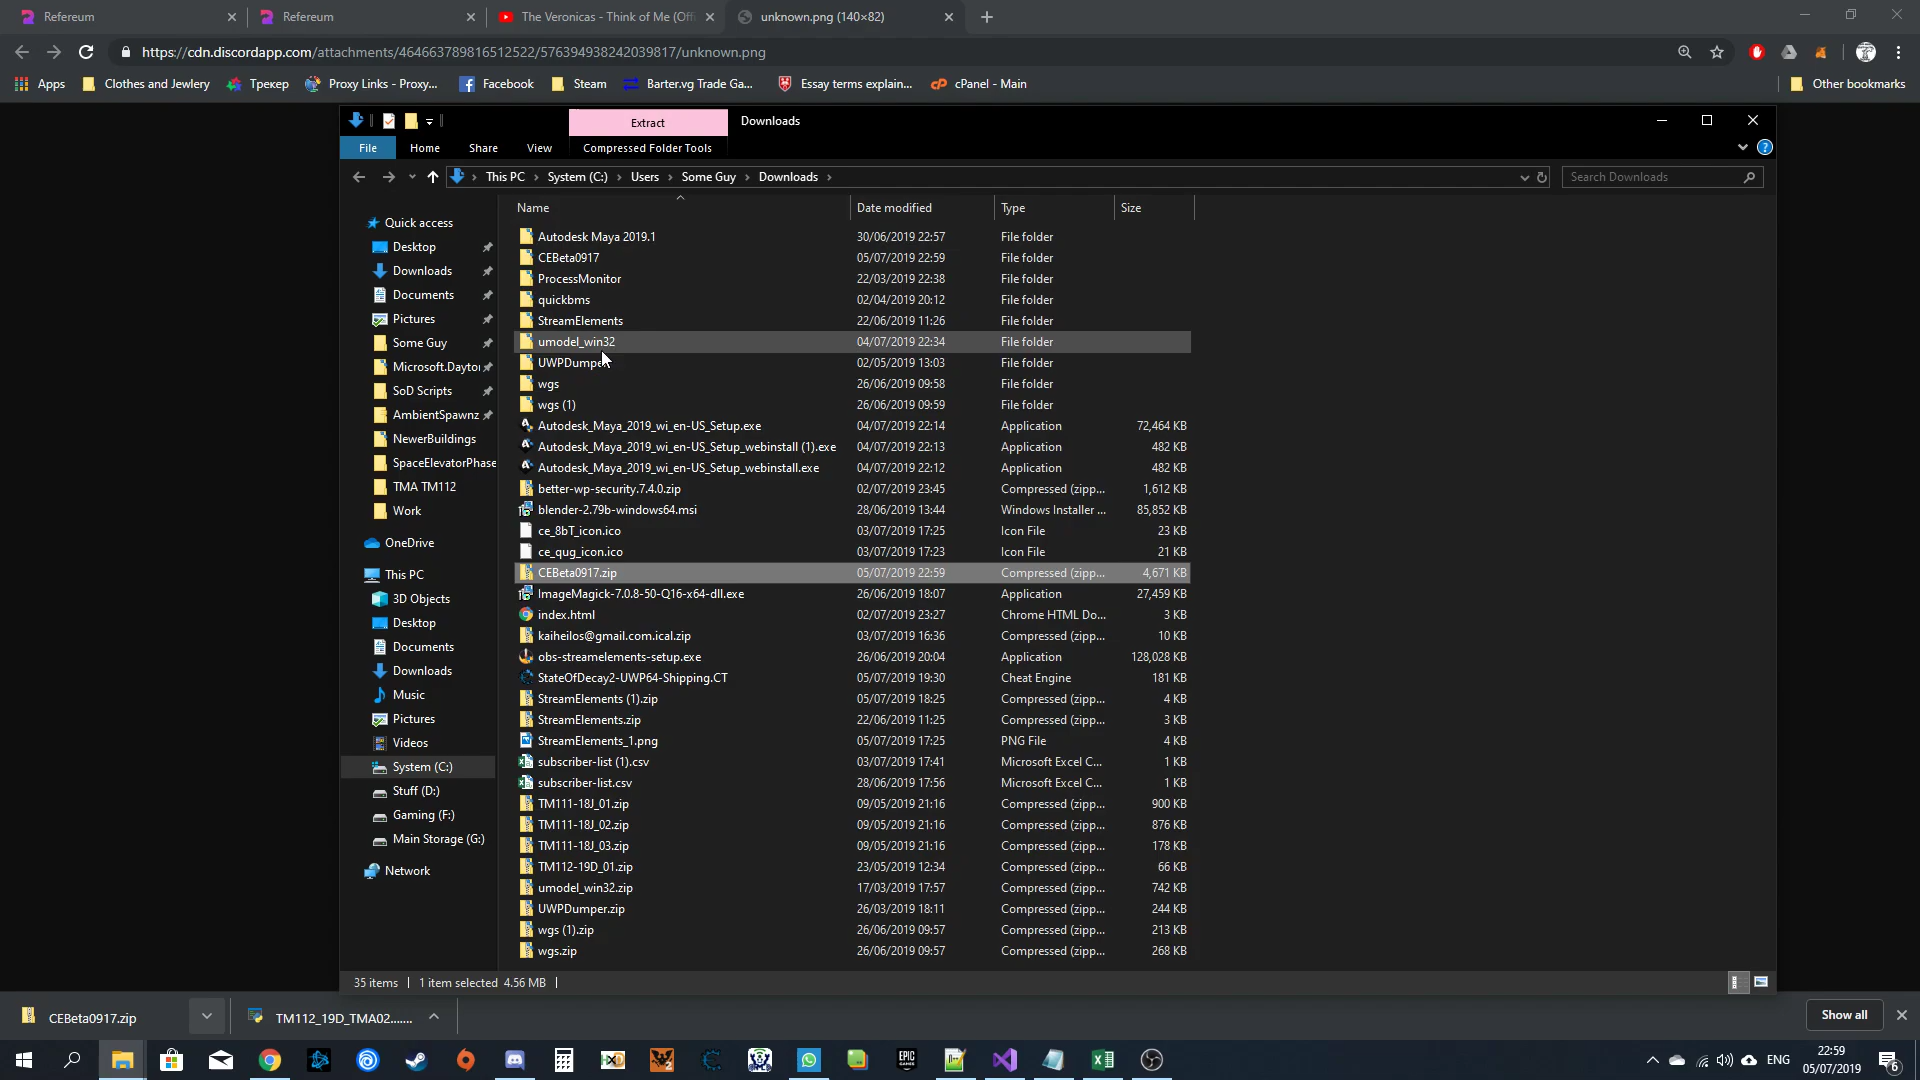 Refereum
Refereum
The Veronicas - Think of Me (Offi
unknown.png (140×82)
https://cdn.discordapp.com/attachments/464663789816512522/576394938242039817/unknown.png
Apps
Clothes and Jewlery
Трекер
Proxy Links - Proxy...
Facebook
Steam
Barter.vg Trade Ga...
Essay terms explain...
cPanel - Main
Other bookmarks
Extract
Downloads
File
Home
Share
View
Compressed Folder Tools
This PC
System (C:)
Users
Some Guy
Downloads
Search Downloads
Name
Date modified
Type
Size
Quick access
Desktop
Downloads
Documents
Pictures
Some Guy
Microsoft.Dayto
SoD Scripts
AmbientSpawnz
NewerBuildings
SpaceElevatorPhase
TMA TM112
Work
OneDrive
This PC
3D Objects
Desktop
Documents
Downloads
Music
Pictures
Videos
System (C:)
Stuff (D:)
Gaming (F:)
Main Storage (G:)
Network
Autodesk Maya 2019.1 30/06/2019 22:57 File folder
CEBeta0917 05/07/2019 22:59 File folder
ProcessMonitor 22/03/2019 22:38 File folder
quickbms 02/04/2019 20:12 File folder
StreamElements 22/06/2019 11:26 File folder
umodel_win32 04/07/2019 22:34 File folder
UWPDumper 02/05/2019 13:03 File folder
wgs 26/06/2019 09:58 File folder
wgs (1) 26/06/2019 09:59 File folder
Autodesk_Maya_2019_wi_en-US_Setup.exe 04/07/2019 22:14 Application 72,464 KB
Autodesk_Maya_2019_wi_en-US_Setup_webinstall (1).exe 04/07/2019 22:13 Application 482 KB
Autodesk_Maya_2019_wi_en-US_Setup_webinstall.exe 04/07/2019 22:12 Application 482 KB
better-wp-security.7.4.0.zip 02/07/2019 23:45 Compressed (zipp... 1,612 KB
blender-2.79b-windows64.msi 28/06/2019 13:44 Windows Installer ... 85,852 KB
ce_8bT_icon.ico 03/07/2019 17:25 Icon File 23 KB
ce_qug_icon.ico 03/07/2019 17:23 Icon File 21 KB
CEBeta0917.zip 05/07/2019 22:59 Compressed (zipp... 4,671 KB
ImageMagick-7.0.8-50-Q16-x64-dll.exe 26/06/2019 18:07 Application 27,459 KB
index.html 02/07/2019 23:27 Chrome HTML Do... 3 KB
kaiheilos@gmail.com.ical.zip 03/07/2019 16:36 Compressed (zipp... 10 KB
obs-streamelements-setup.exe 26/06/2019 20:04 Application 128,028 KB
StateOfDecay2-UWP64-Shipping.CT 05/07/2019 19:30 Cheat Engine 181 KB
StreamElements (1).zip 05/07/2019 18:25 Compressed (zipp... 4 KB
StreamElements.zip 22/06/2019 11:25 Compressed (zipp... 3 KB
StreamElements_1.png 05/07/2019 17:25 PNG File 4 KB
subscriber-list (1).csv 03/07/2019 17:41 Microsoft Excel C... 1 KB
subscriber-list.csv 28/06/2019 17:56 Microsoft Excel C... 1 KB
TM111-18J_01.zip 09/05/2019 21:16 Compressed (zipp... 900 KB
TM111-18J_02.zip 09/05/2019 21:16 Compressed (zipp... 876 KB
TM111-18J_03.zip 09/05/2019 21:16 Compressed (zipp... 178 KB
TM112-19D_01.zip 23/05/2019 12:34 Compressed (zipp... 66 KB
umodel_win32.zip 17/03/2019 17:57 Compressed (zipp... 742 KB
UWPDumper.zip 26/03/2019 18:11 Compressed (zipp... 244 KB
wgs (1).zip 26/06/2019 09:57 Compressed (zipp... 213 KB
wgs.zip 26/06/2019 09:57 Compressed (zipp... 268 KB
35 items
1 item selected 4.56 MB
CEBeta0917.zip
TM112_19D_TMA02.......
Show all
EPIC GAMES
ENG
22:59
05/07/2019
6